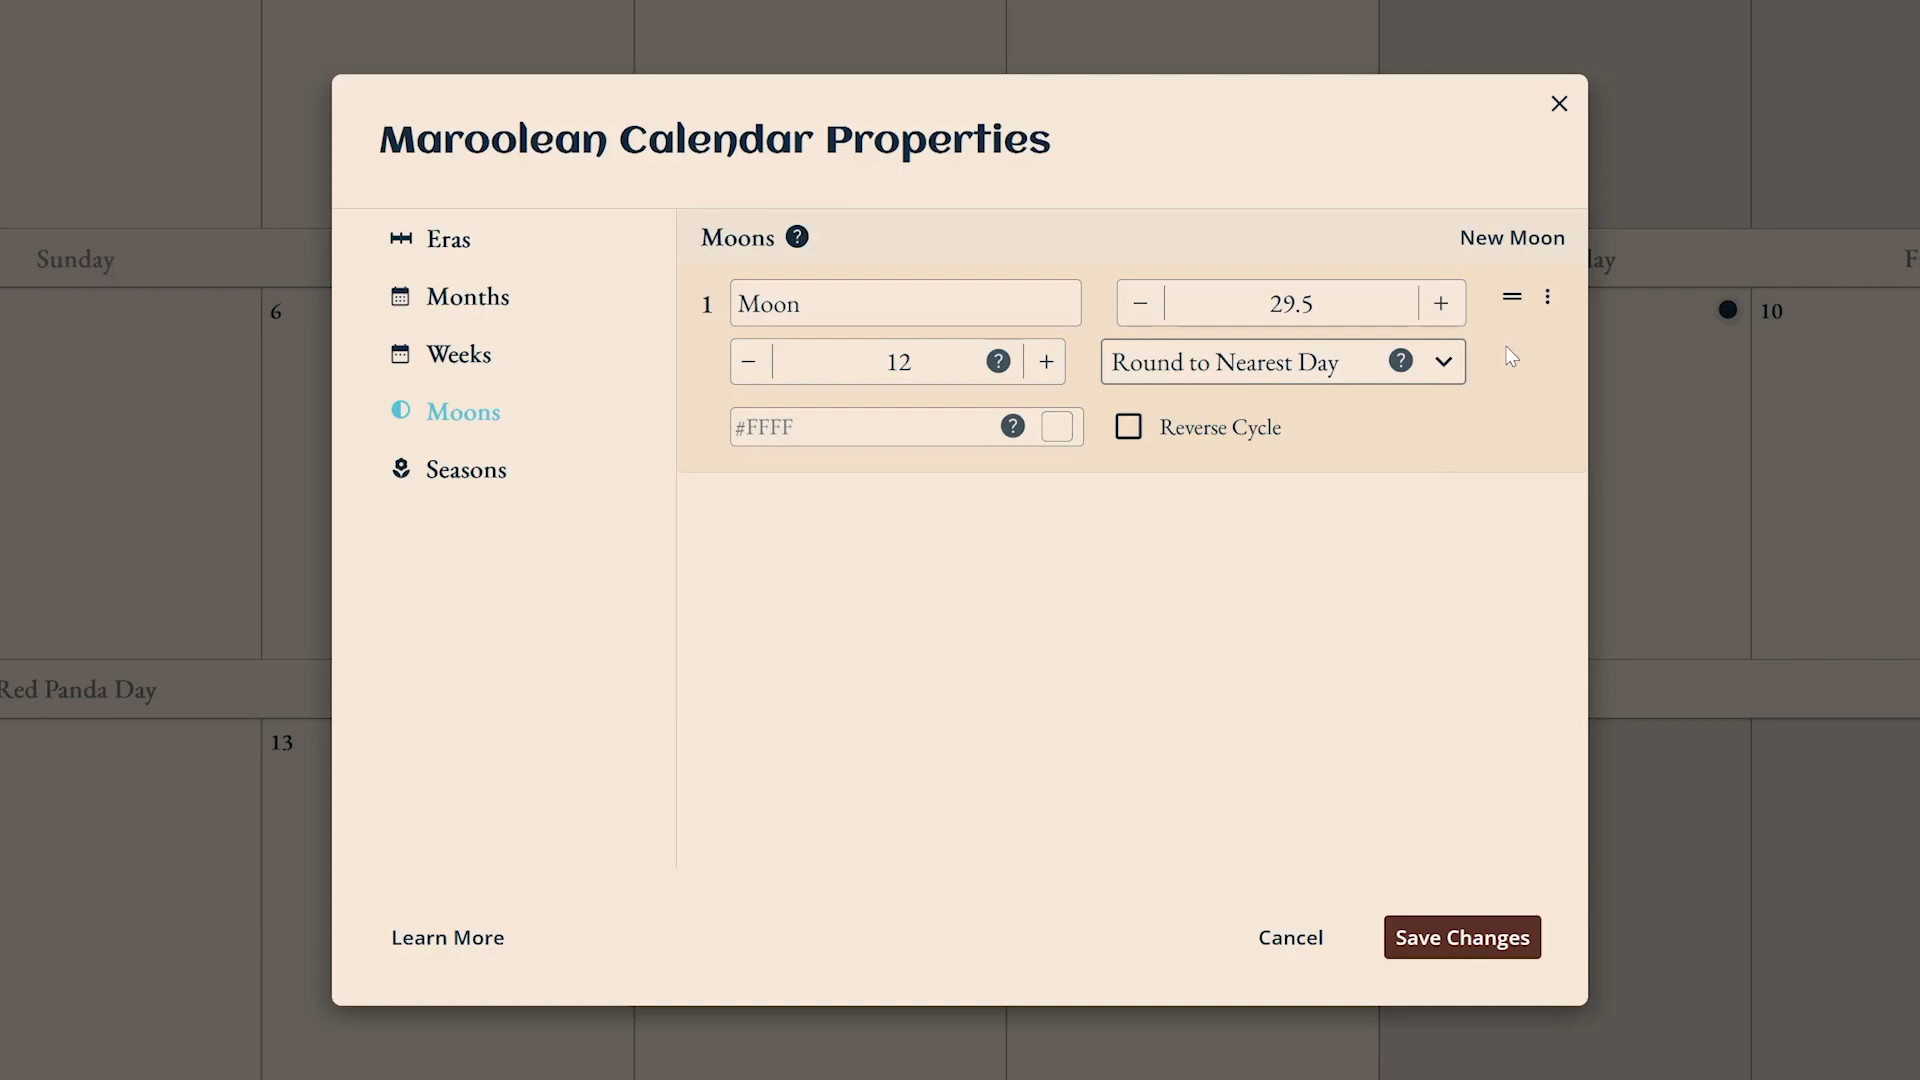 Maroolean Calendar Properties
Eras
Months
Weeks
Moons
Seasons
Moons ?
New Moon
1 Moon
− 29.5 +
− 12 ? +
Round to Nearest Day ?
#FFFF ?
Reverse Cycle
Learn More
Cancel
Save Changes
Sunday
6
10
Red Panda Day
13